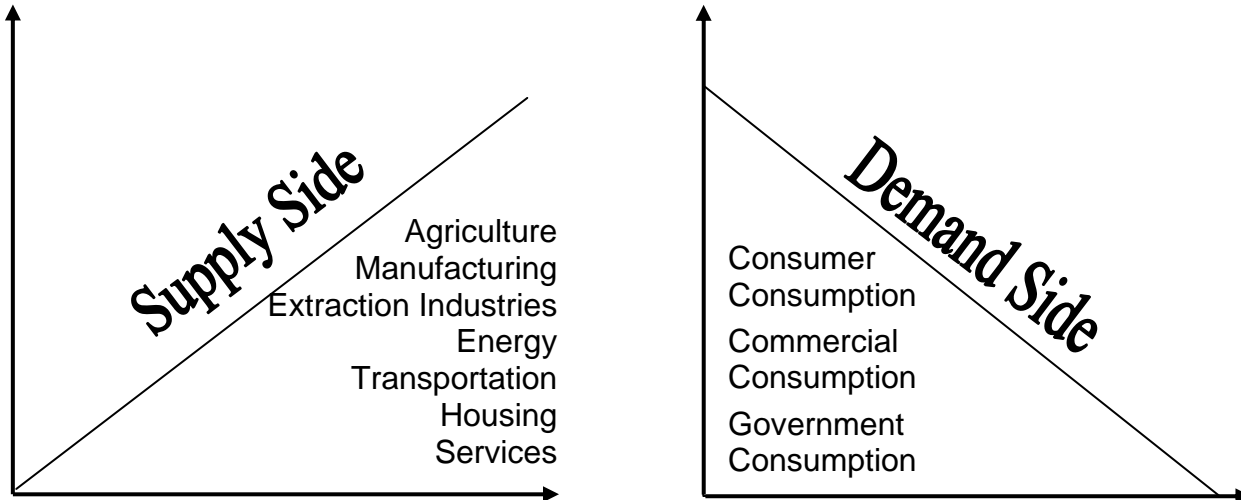 Supply Side
Agriculture
Manufacturing
Extraction Industries
Energy
Transportation
Housing
Services
Demand Side
Consumer
Consumption
Commercial
Consumption
Government
Consumption